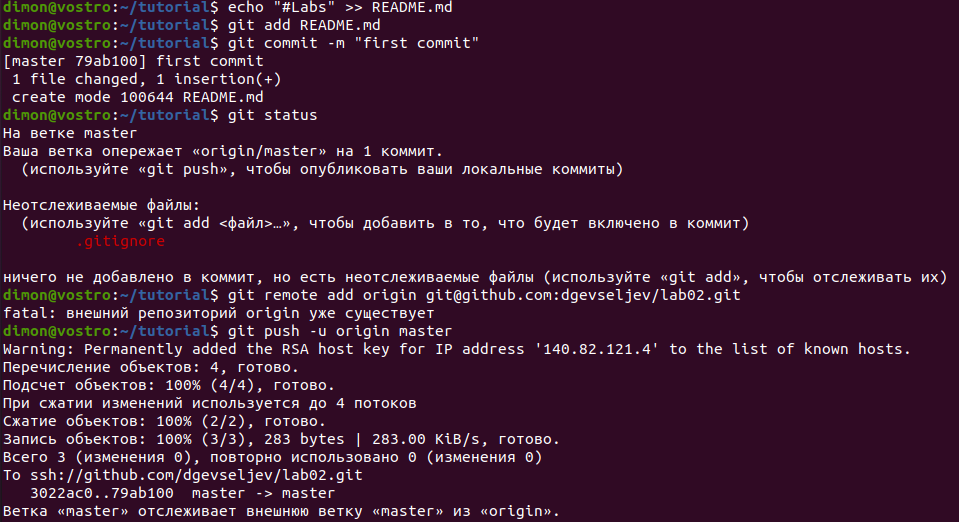 dimon@vostro:~/tutorial$ echo "#Labs" >> README.md
dimon@vostro:~/tutorial$ git add README.md
dimon@vostro:~/tutorial$ git commit -m "first commit"
[master 79ab100] first commit
 1 file changed, 1 insertion(+)
 create mode 100644 README.md
dimon@vostro:~/tutorial$ git status
На ветке master
Ваша ветка опережает «origin/master» на 1 коммит.
  (используйте «git push», чтобы опубликовать ваши локальные коммиты)
Неотслеживаемые файлы:
  (используйте «git add <файл>…», чтобы добавить в то, что будет включено в коммит)
        .gitignore
ничего не добавлено в коммит, но есть неотслеживаемые файлы (используйте «git add», чтобы отслеживать их)
dimon@vostro:~/tutorial$ git remote add origin git@github.com:dgevseljev/lab02.git
fatal: внешний репозиторий origin уже существует
dimon@vostro:~/tutorial$ git push -u origin master
Warning: Permanently added the RSA host key for IP address '140.82.121.4' to the list of known hosts.
Перечисление объектов: 4, готово.
Подсчет объектов: 100% (4/4), готово.
При сжатии изменений используется до 4 потоков
Сжатие объектов: 100% (2/2), готово.
Запись объектов: 100% (3/3), 283 bytes | 283.00 KiB/s, готово.
Всего 3 (изменения 0), повторно использовано 0 (изменения 0)
To ssh://github.com/dgevseljev/lab02.git
   3022ac0..79ab100  master -> master
Ветка «master» отслеживает внешнюю ветку «master» из «origin».